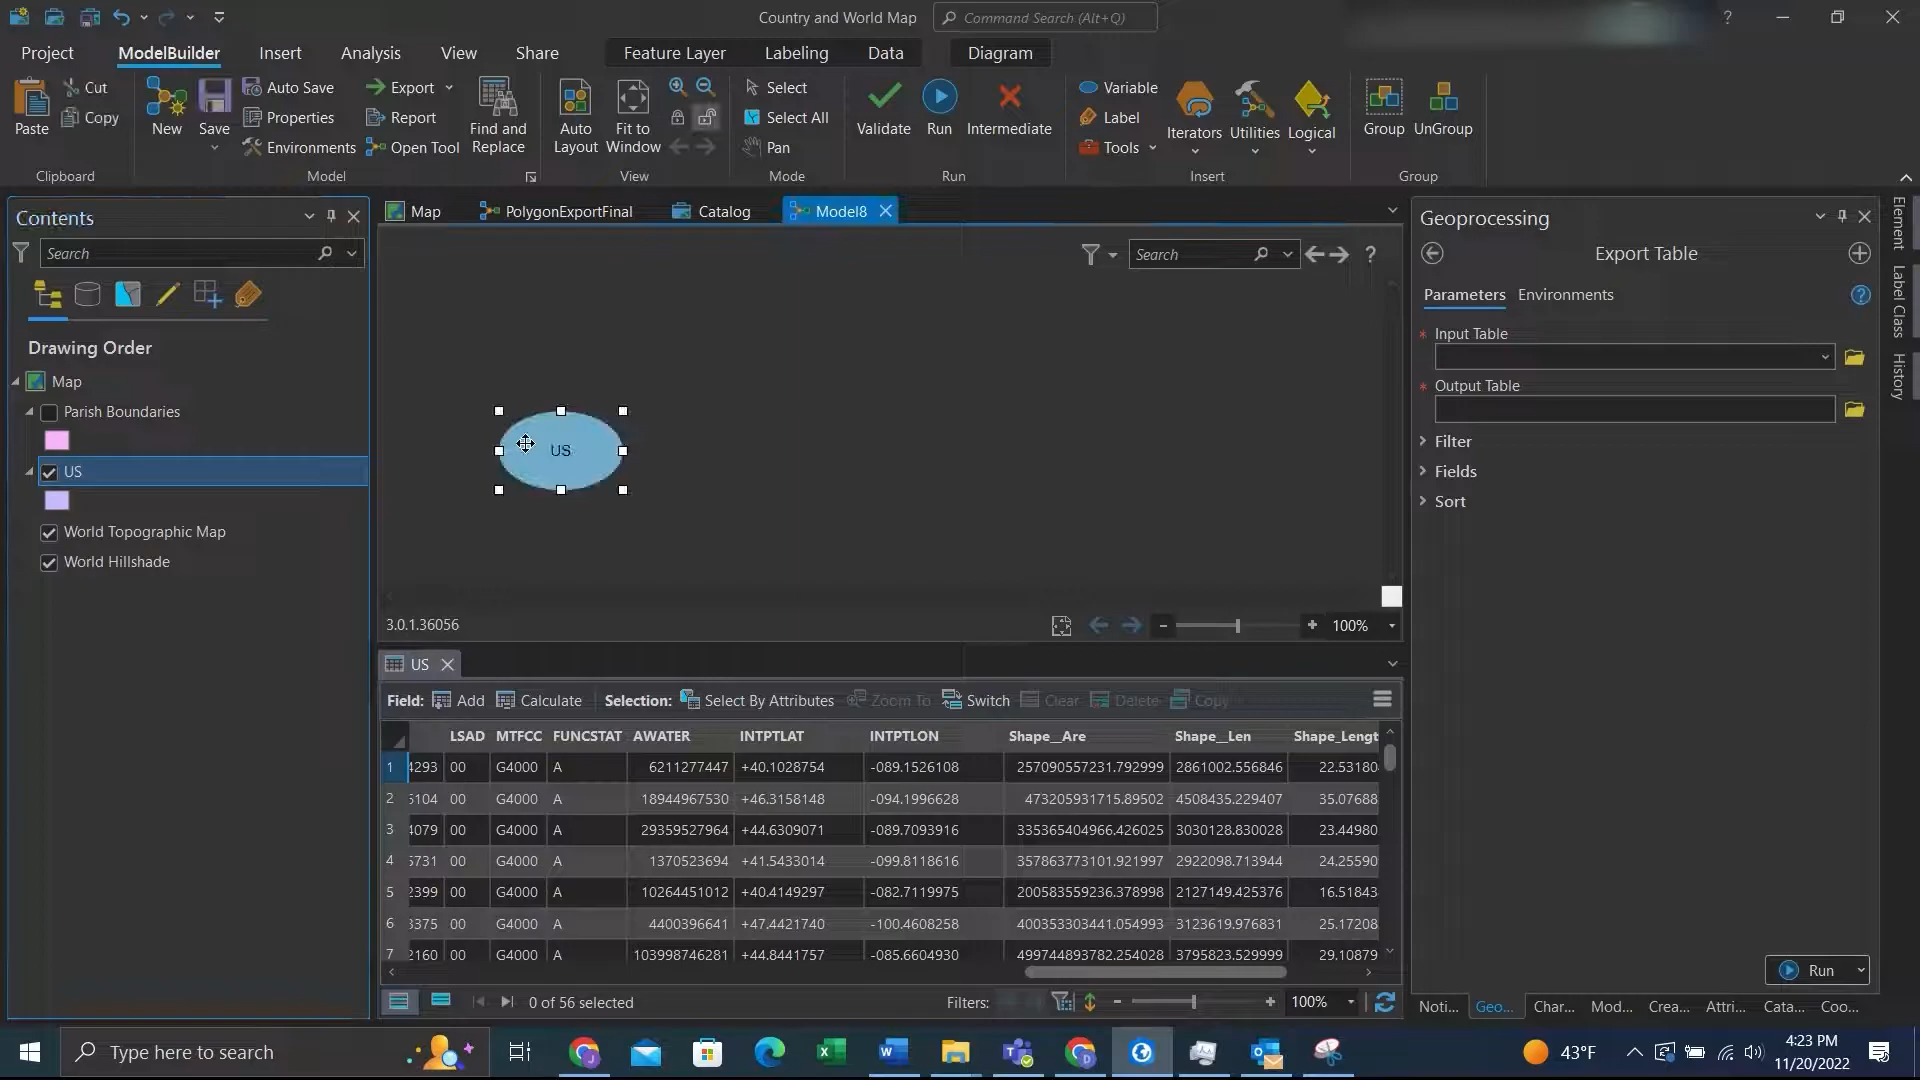 Country and World Map
Command Search (Alt+Q)
?
Project
ModelBuilder
Insert
Analysis
View
Share
Feature Layer
Labeling
Data
Diagram
Paste
Cut
Copy
Clipboard
New
Save
Auto Save
Properties
Environments
Export
Report
Open Tool
Find and
Replace
Model
Auto
Layout
Fit to
Window
View
Select
Select All
Pan
Mode
Validate
Run
Intermediate
Run
Variable
Label
Tools
Iterators
Utilities
Logical
Insert
Group
UnGroup
Group
Contents
Search
Drawing Order
Map
Parish Boundaries
US
World Topographic Map
World Hillshade
Map
PolygonExportFinal
Catalog
Model8
Search
?
US
3.0.1.36056
100%
US
Field: Add Calculate Selection: Select By Attributes Zoom To Switch Clear Delete Copy
LSAD MTFCC FUNCSTAT AWATER INTPTLAT INTPTLON Shape__Are Shape__Len Shape_Length
1 4293 00 G4000 A 6211277447 +40.1028754 -089.1526108 257090557231.792999 2861002.556846 22.53180
2 5104 00 G4000 A 18944967530 +46.3158148 -094.1996628 473205931715.89502 4508435.229407 35.07688
3 4079 00 G4000 A 29359527964 +44.6309071 -089.7093916 335365404966.426025 3030128.830028 23.44980
4 5731 00 G4000 A 1370523694 +41.5433014 -099.8118616 357863773101.921997 2922098.713944 24.25590
5 2399 00 G4000 A 10264451012 +40.4149297 -082.7119975 200583559236.378998 2127149.425376 16.51843
6 3375 00 G4000 A 4400396641 +47.4421740 -100.4608258 400353303441.054993 3123619.976831 25.17208
7 2160 00 G4000 A 103998746281 +44.8441757 -085.6604930 499744893782.254028 3795823.529999 29.10879
0 of 56 selected
Filters:
100%
Geoprocessing
Export Table
Parameters
Environments
?
* Input Table
* Output Table
Filter
Fields
Sort
Run
Noti...
Geo...
Char...
Mod...
Crea...
Attri...
Cata...
Coo...
Element
Label Class
History
Type here to search
43°F
4:23 PM
11/20/2022